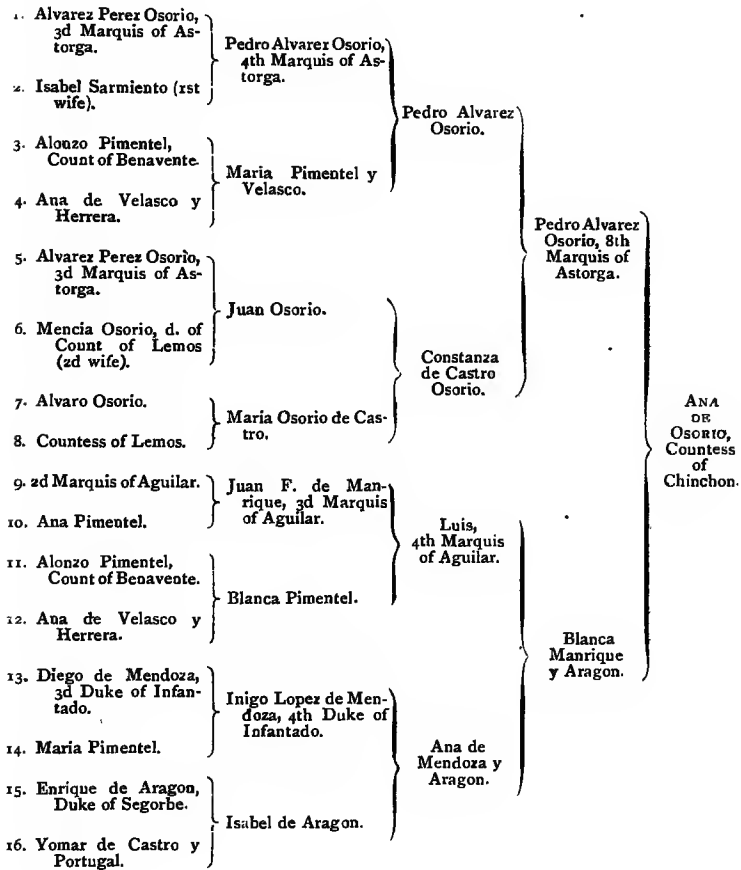 1. Alvarez Perez Osorio,
3d Marquis of As-
torga.
2. Isabel Sarmiento (1st
wife).
3. Alonzo Pimentel,
Count of Benavente.
4. Ana de Velasco y
Herrera.
5. Alvarez Perez Osorio,
3d Marquis of As-
torga.
6. Mencia Osorio, d. of
Count of Lemos
(2d wife).
7. Alvaro Osorio.
8. Countess of Lemos.
9. 2d Marquis of Aguilar.
10. Ana Pimentel.
11. Alonzo Pimentel,
Count of Benavente.
12. Ana de Velasco y
Herrera.
13. Diego de Mendoza,
3d Duke of Infan-
tado.
14. Maria Pimentel.
15. Enrique de Aragon,
Duke of Segorbe.
16. Yomar de Castro y
Portugal.
Pedro Alvarez Osorio,
4th Marquis of As-
torga.
Maria Pimentel y
Velasco.
Juan Osorio.
Maria Osorio de Cas-
tro.
Juan F. de Man-
rique, 3d Marquis
of Aguilar.
Blanca Pimentel.
Inigo Lopez de Men-
doza, 4th Duke of
Infantado.
Isabel de Aragon.
Pedro Alvarez
Osorio.
Constanza
de Castro
Osorio.
Luis,
4th Marquis
of Aguilar.
Ana de
Mendoza y
Aragon.
Pedro Alvarez
Osorio, 8th
Marquis of
Astorga.
Blanca
Manrique
y Aragon.
ANA
DE
OSORIO,
Countess
of
Chinchon.